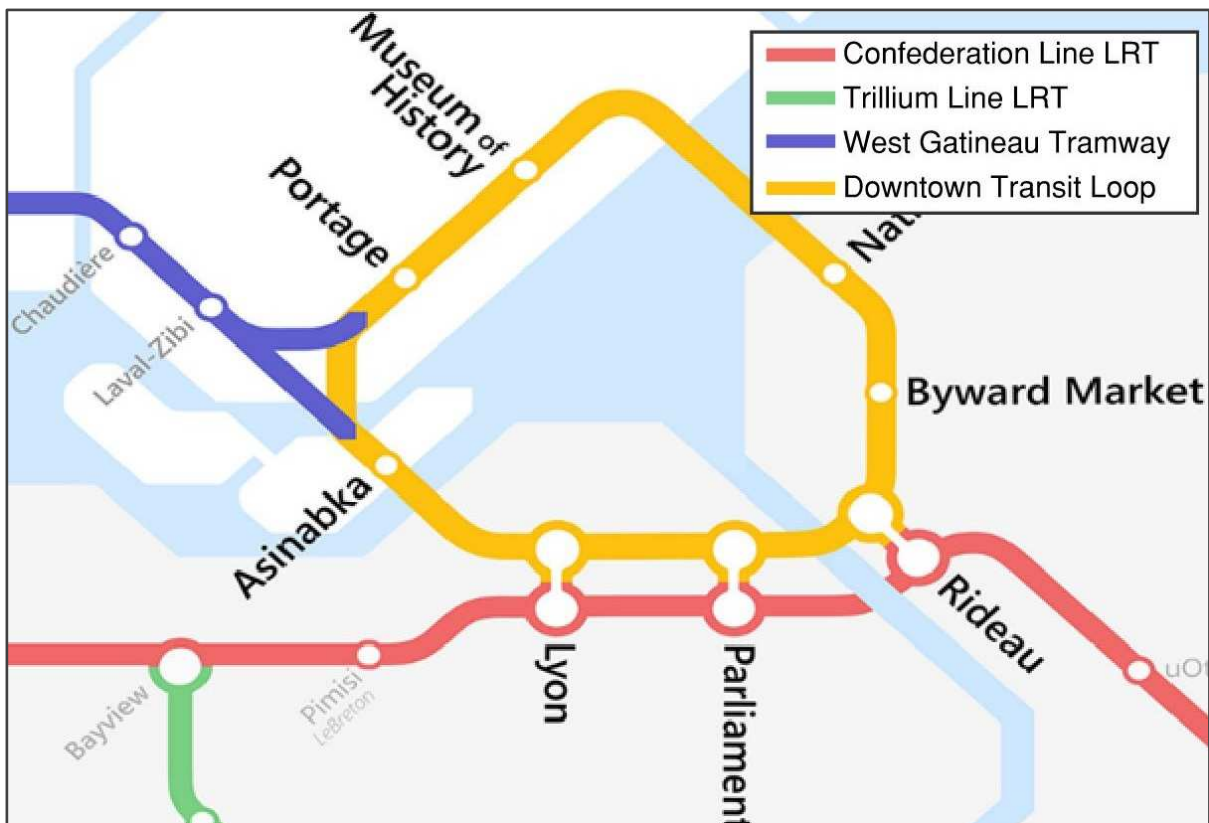 Museum of
History
Confederation Line LRT
Trillium Line LRT
West Gatineau Tramway
Downtown Transit Loop
Portage
Chaudière
Laval-Zibi
Byward Market
Asinabka
Rideau
Lyon
Parliament
Pimisi
LeBreton
Bayview